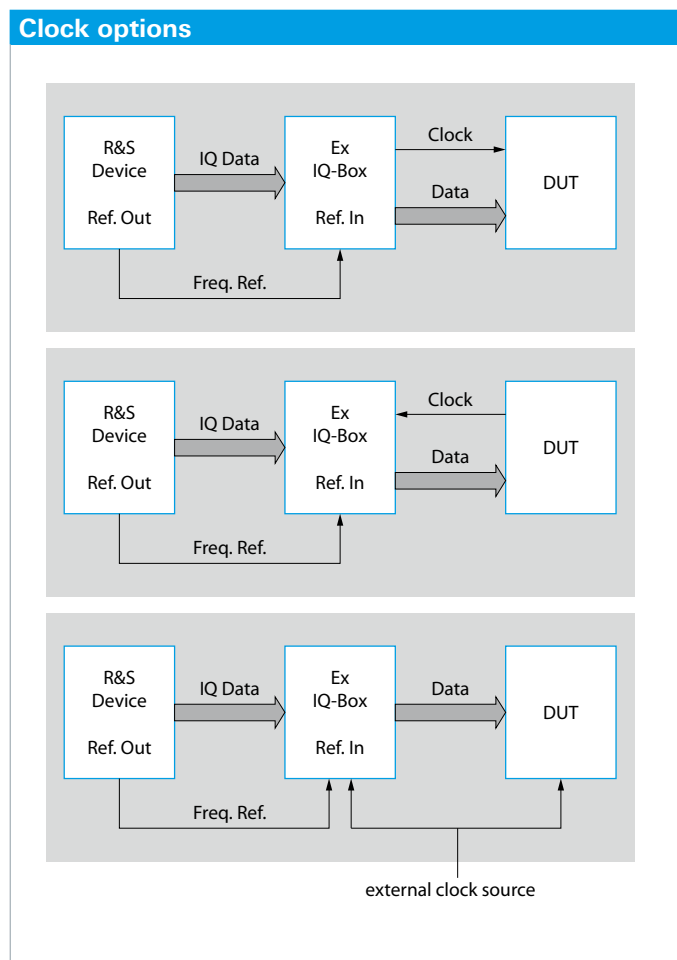 Clock options
R&S
Device
Ref. Out
IQ Data
Ex
IQ-Box
Ref. In
Clock
Data
DUT
Freq. Ref.
R&S
Device
Ref. Out
IQ Data
Ex
IQ-Box
Ref. In
Clock
Data
DUT
Freq. Ref.
R&S
Device
Ref. Out
IQ Data
Ex
IQ-Box
Ref. In
Data
DUT
Freq. Ref.
external clock source